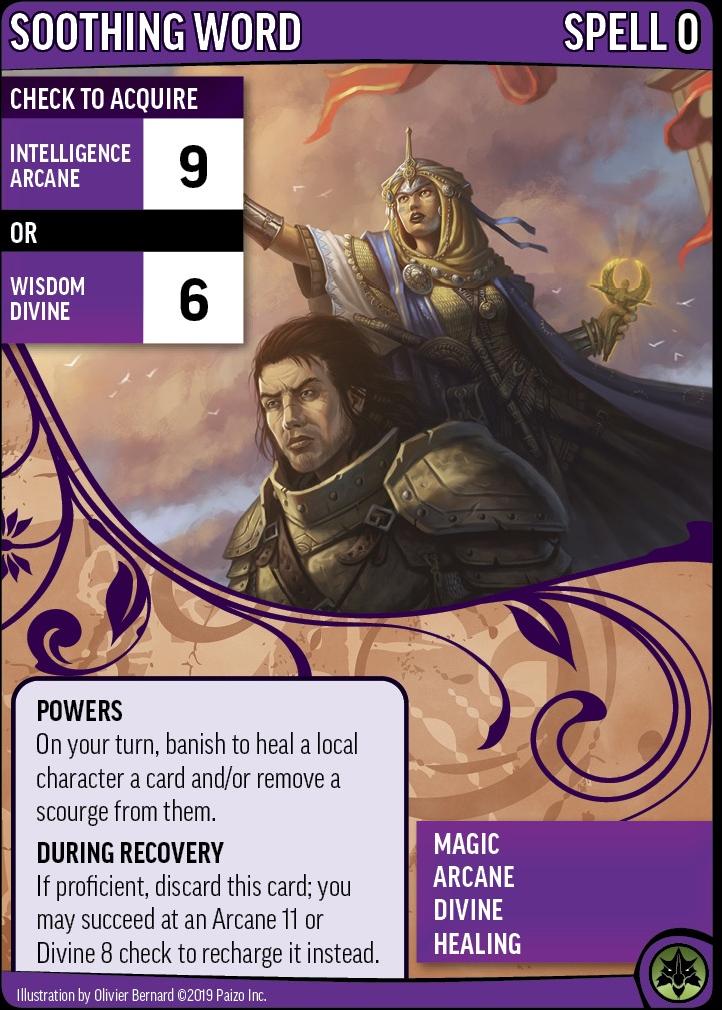 SOOTHING WORD
SPELL 0
CHECK TO ACQUIRE
INTELLIGENCE
ARCANE
9
OR
WISDOM
DIVINE
6
POWERS
On your turn, banish to heal a local
character a card and/or remove a
scourge from them.
DURING RECOVERY
If proficient, discard this card; you
may succeed at an Arcane 11 or
Divine 8 check to recharge it instead.
MAGIC
ARCANE
DIVINE
HEALING
Illustration by Olivier Bernard ©2019 Paizo Inc.